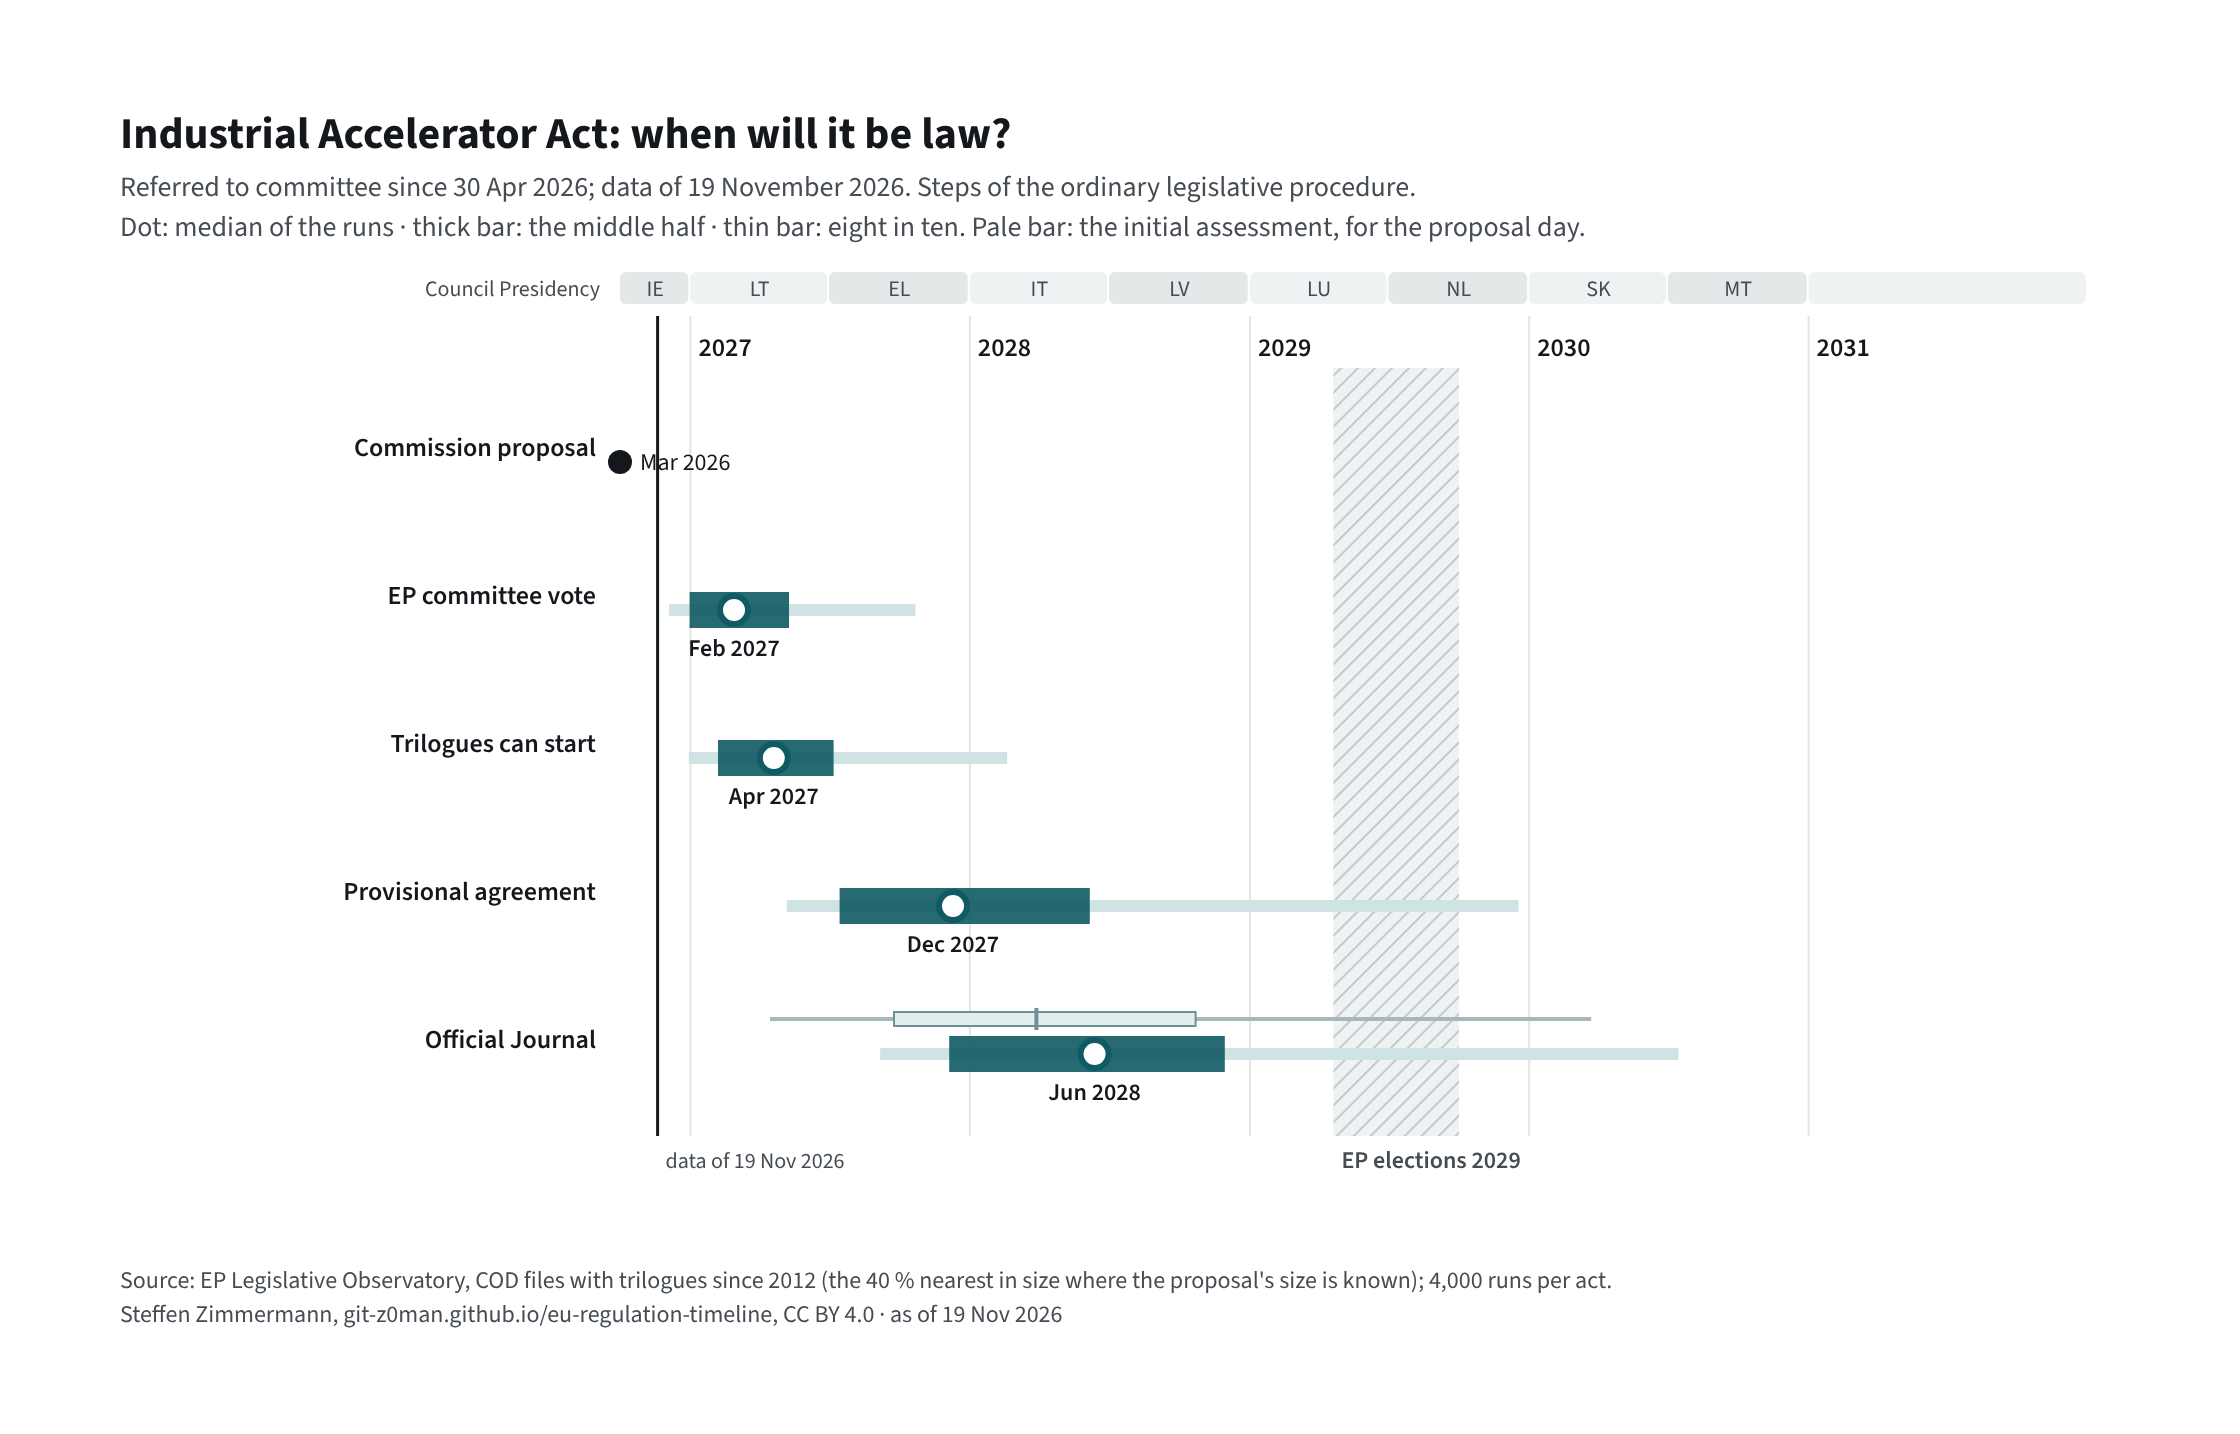 Industrial Accelerator Act: when will it be law?
Referred to committee since 30 Apr 2026; data of 19 November 2026. Steps of the ordinary legislative procedure.
Dot: median of the runs · thick bar: the middle half · thin bar: eight in ten. Pale bar: the initial assessment, for the proposal day.
Council Presidency IE LT EL IT LV LU NL SK MT
2027 2028 2029 2030 2031
Commission proposal
Mar 2026
EP committee vote
Feb 2027
Trilogues can start
Apr 2027
Provisional agreement
Dec 2027
Official Journal
Jun 2028
data of 19 Nov 2026 EP elections 2029
Source: EP Legislative Observatory, COD files with trilogues since 2012 (the 40 % nearest in size where the proposal's size is known); 4,000 runs per act.
Steffen Zimmermann, git-z0man.github.io/eu-regulation-timeline, CC BY 4.0 · as of 19 Nov 2026